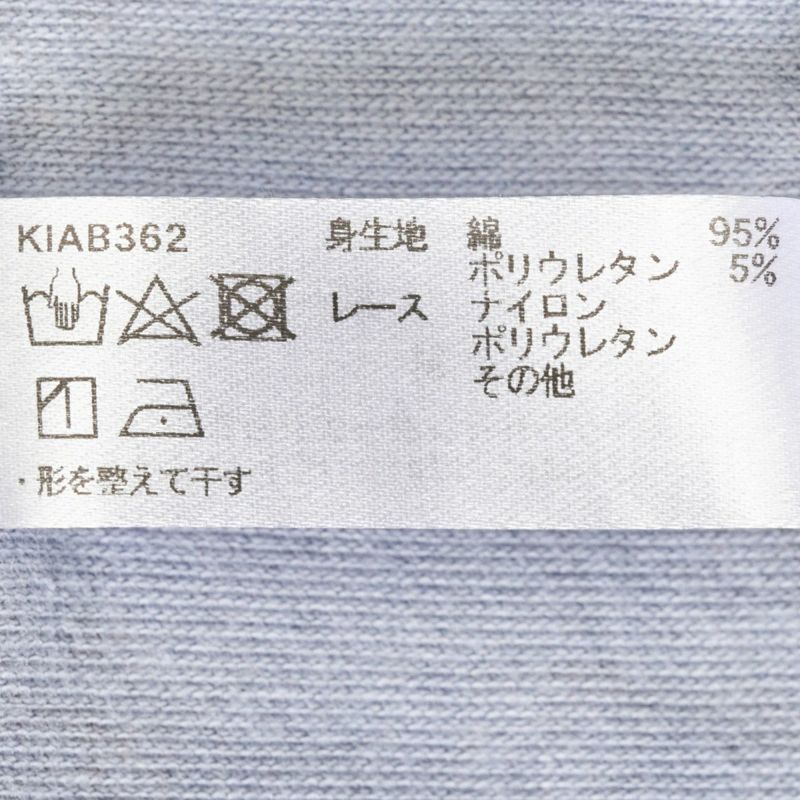 KIAB362 身生地 綿 95%
ポリウレタン 5%
レース ナイロン
ポリウレタン
その他
・形を整えて干す